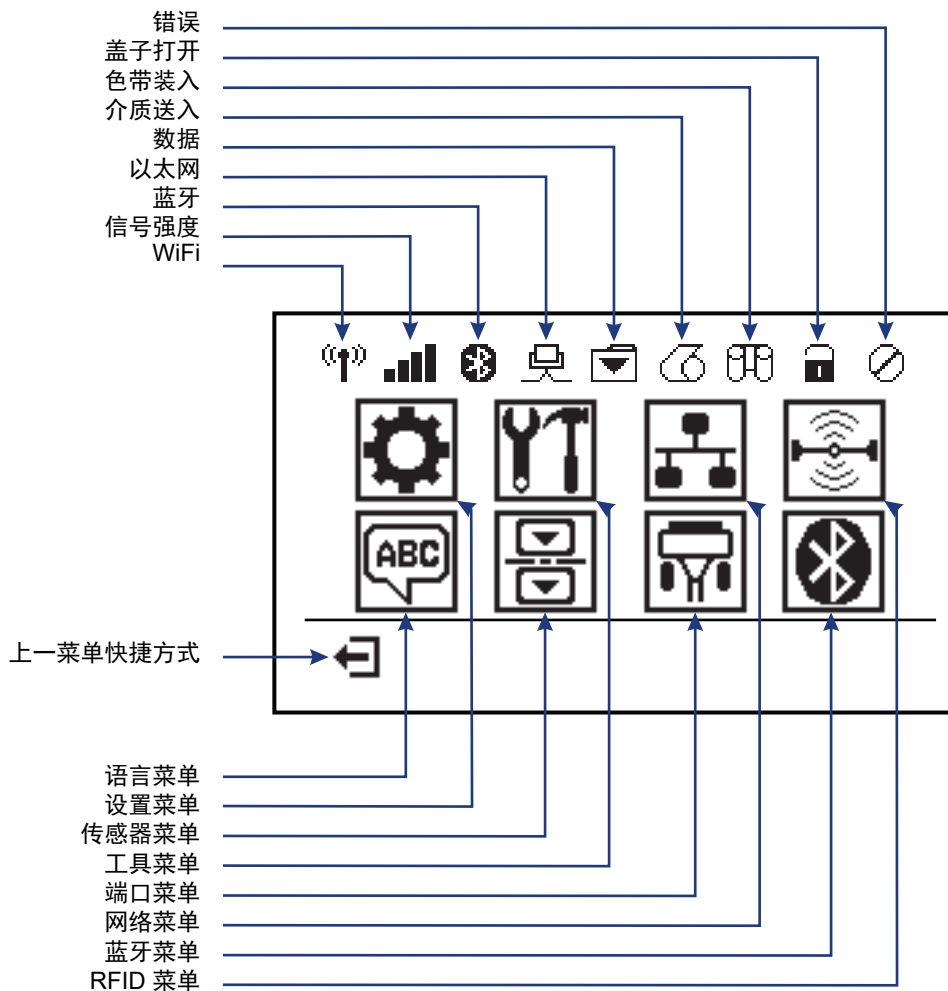 错误
盖子打开
色带装入
介质送入
数据
以太网
蓝牙
信号强度
WiFi
ABC
上一菜单快捷方式
语言菜单
设置菜单
传感器菜单
工具菜单
端口菜单
网络菜单
蓝牙菜单
RFID 菜单